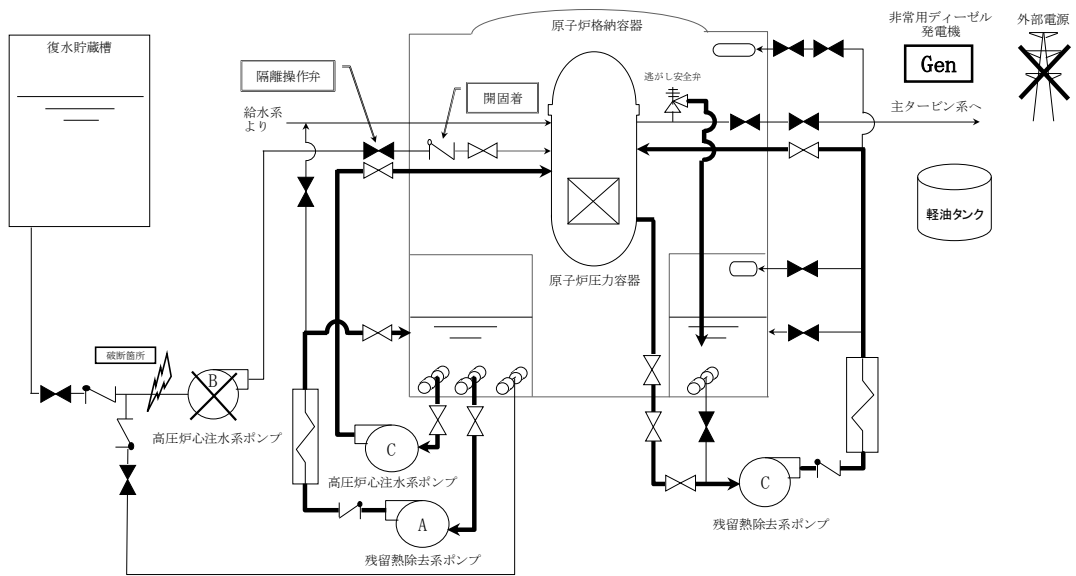 原子炉格納容器
非常用ディーゼル
発電機
外部電源
復水貯蔵槽
隔離操作弁
開固着
逃がし安全弁
Gen
給水系
より
主タービン系へ
軽油タンク
原子炉圧力容器
破断箇所
B
高圧炉心注水系ポンプ
C
高圧炉心注水系ポンプ
C
残留熱除去系ポンプ
A
残留熱除去系ポンプ